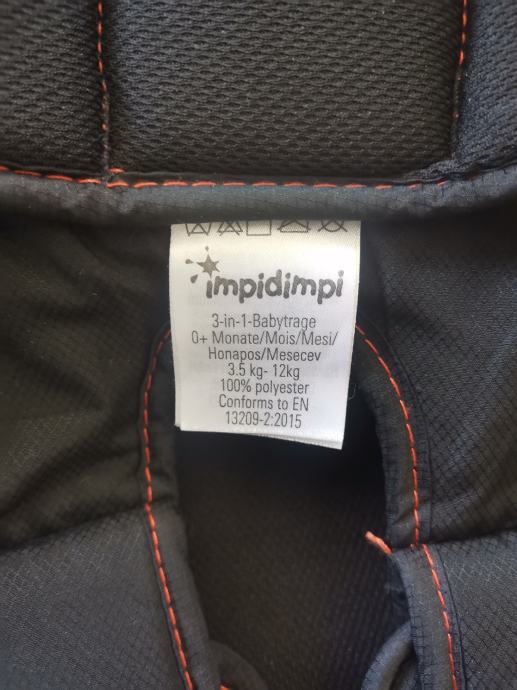 impidimpi
3-in-1-Babytrage
0+ Monate/Mois/Mesi/
Honapos/Mesecev
3.5 kg- 12kg
100% polyester
Conforms to EN
13209-2:2015